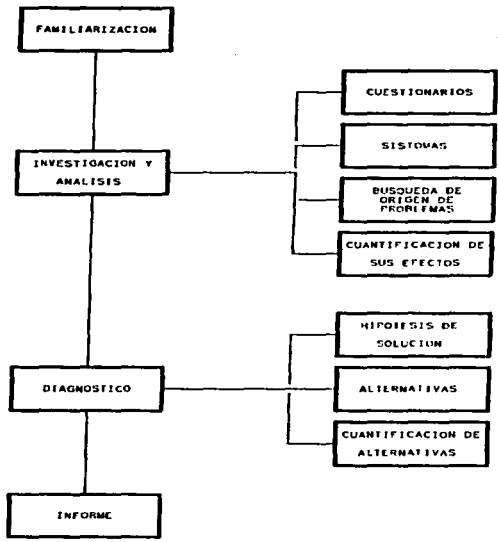 FAMILIARIZACION
CUESTIONARIOS
SISTOMAS
INVESTIGACION Y
ANALISIS
BUSQUEDA DE
ORIGEN DE
PROBLEMAS
CUANTIFICACION DE
SUS EFECTOS
HIPOTESIS DE
SOLUCION
DIAGNOSTICO
ALTERNATIVAS
CUANTIFICACION DE
ALTERNATIVAS
INFORME